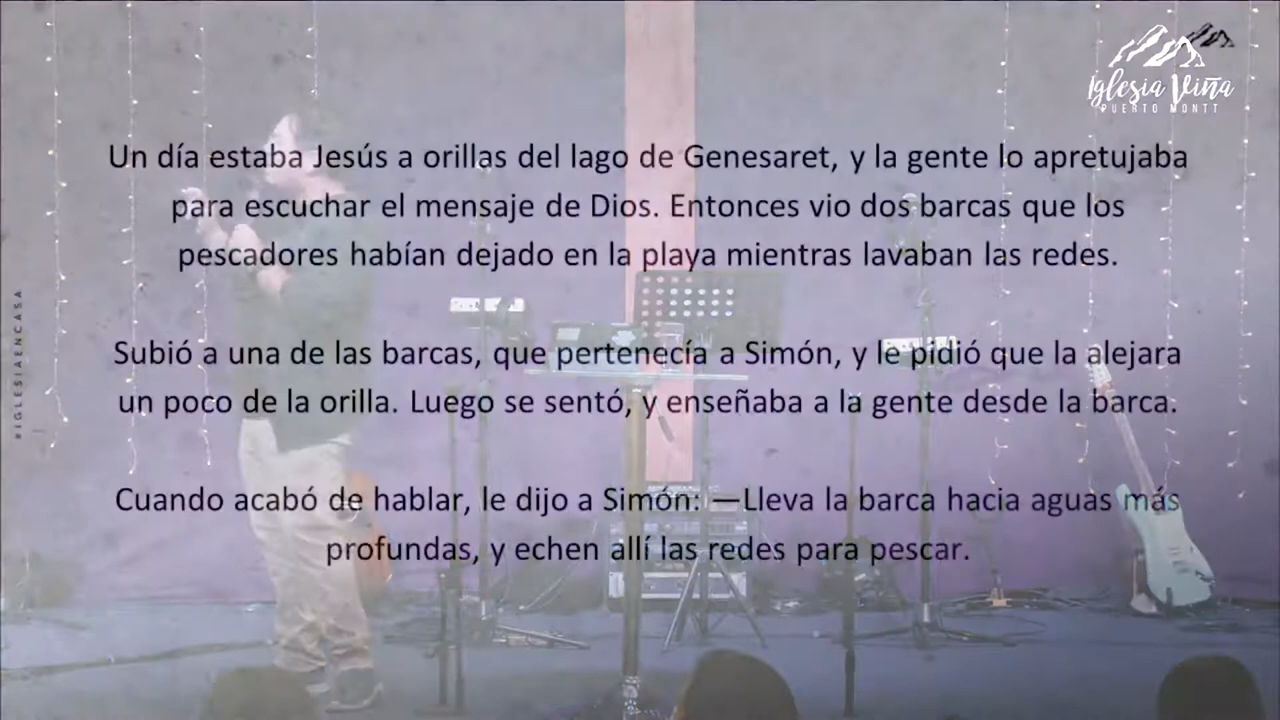 Iglesia Viña
PUERTO MONTT
Un día estaba Jesús a orillas del lago de Genesaret, y la gente lo apretujaba
para escuchar el mensaje de Dios. Entonces vio dos barcas que los
pescadores habían dejado en la playa mientras lavaban las redes.
Subió a una de las barcas, que pertenecía a Simón, y le pidió que la alejara
un poco de la orilla. Luego se sentó, y enseñaba a la gente desde la barca.
Cuando acabó de hablar, le dijo a Simón: —Lleva la barca hacia aguas más
profundas, y echen allí las redes para pescar.
#IGLESIAENCASA